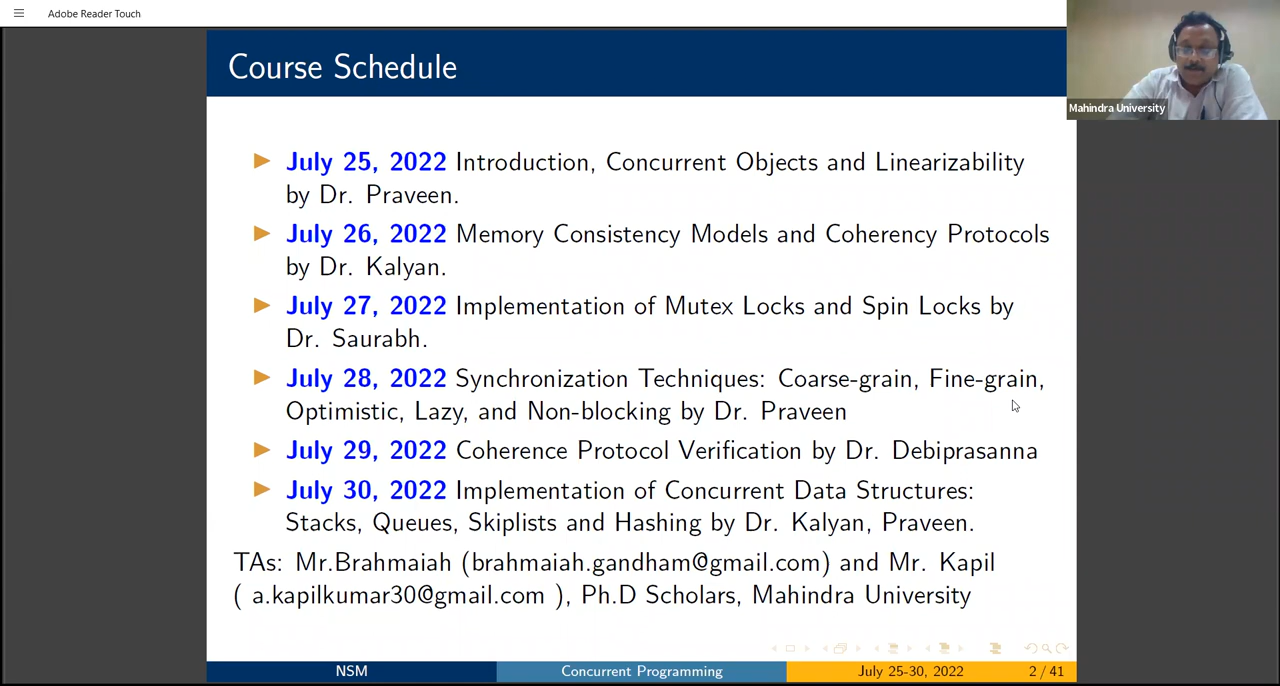 Adobe Reader Touch
Mahindra University
Course Schedule
July 25, 2022 Introduction, Concurrent Objects and Linearizability
by Dr. Praveen.
July 26, 2022 Memory Consistency Models and Coherency Protocols
by Dr. Kalyan.
July 27, 2022 Implementation of Mutex Locks and Spin Locks by
Dr. Saurabh.
July 28, 2022 Synchronization Techniques: Coarse-grain, Fine-grain,
Optimistic, Lazy, and Non-blocking by Dr. Praveen
July 29, 2022 Coherence Protocol Verification by Dr. Debiprasanna
July 30, 2022 Implementation of Concurrent Data Structures:
Stacks, Queues, Skiplists and Hashing by Dr. Kalyan, Praveen.
TAs: Mr.Brahmaiah (brahmaiah.gandham@gmail.com) and Mr. Kapil
( a.kapilkumar30@gmail.com ), Ph.D Scholars, Mahindra University
NSM
Concurrent Programming
July 25-30, 2022
2 / 41